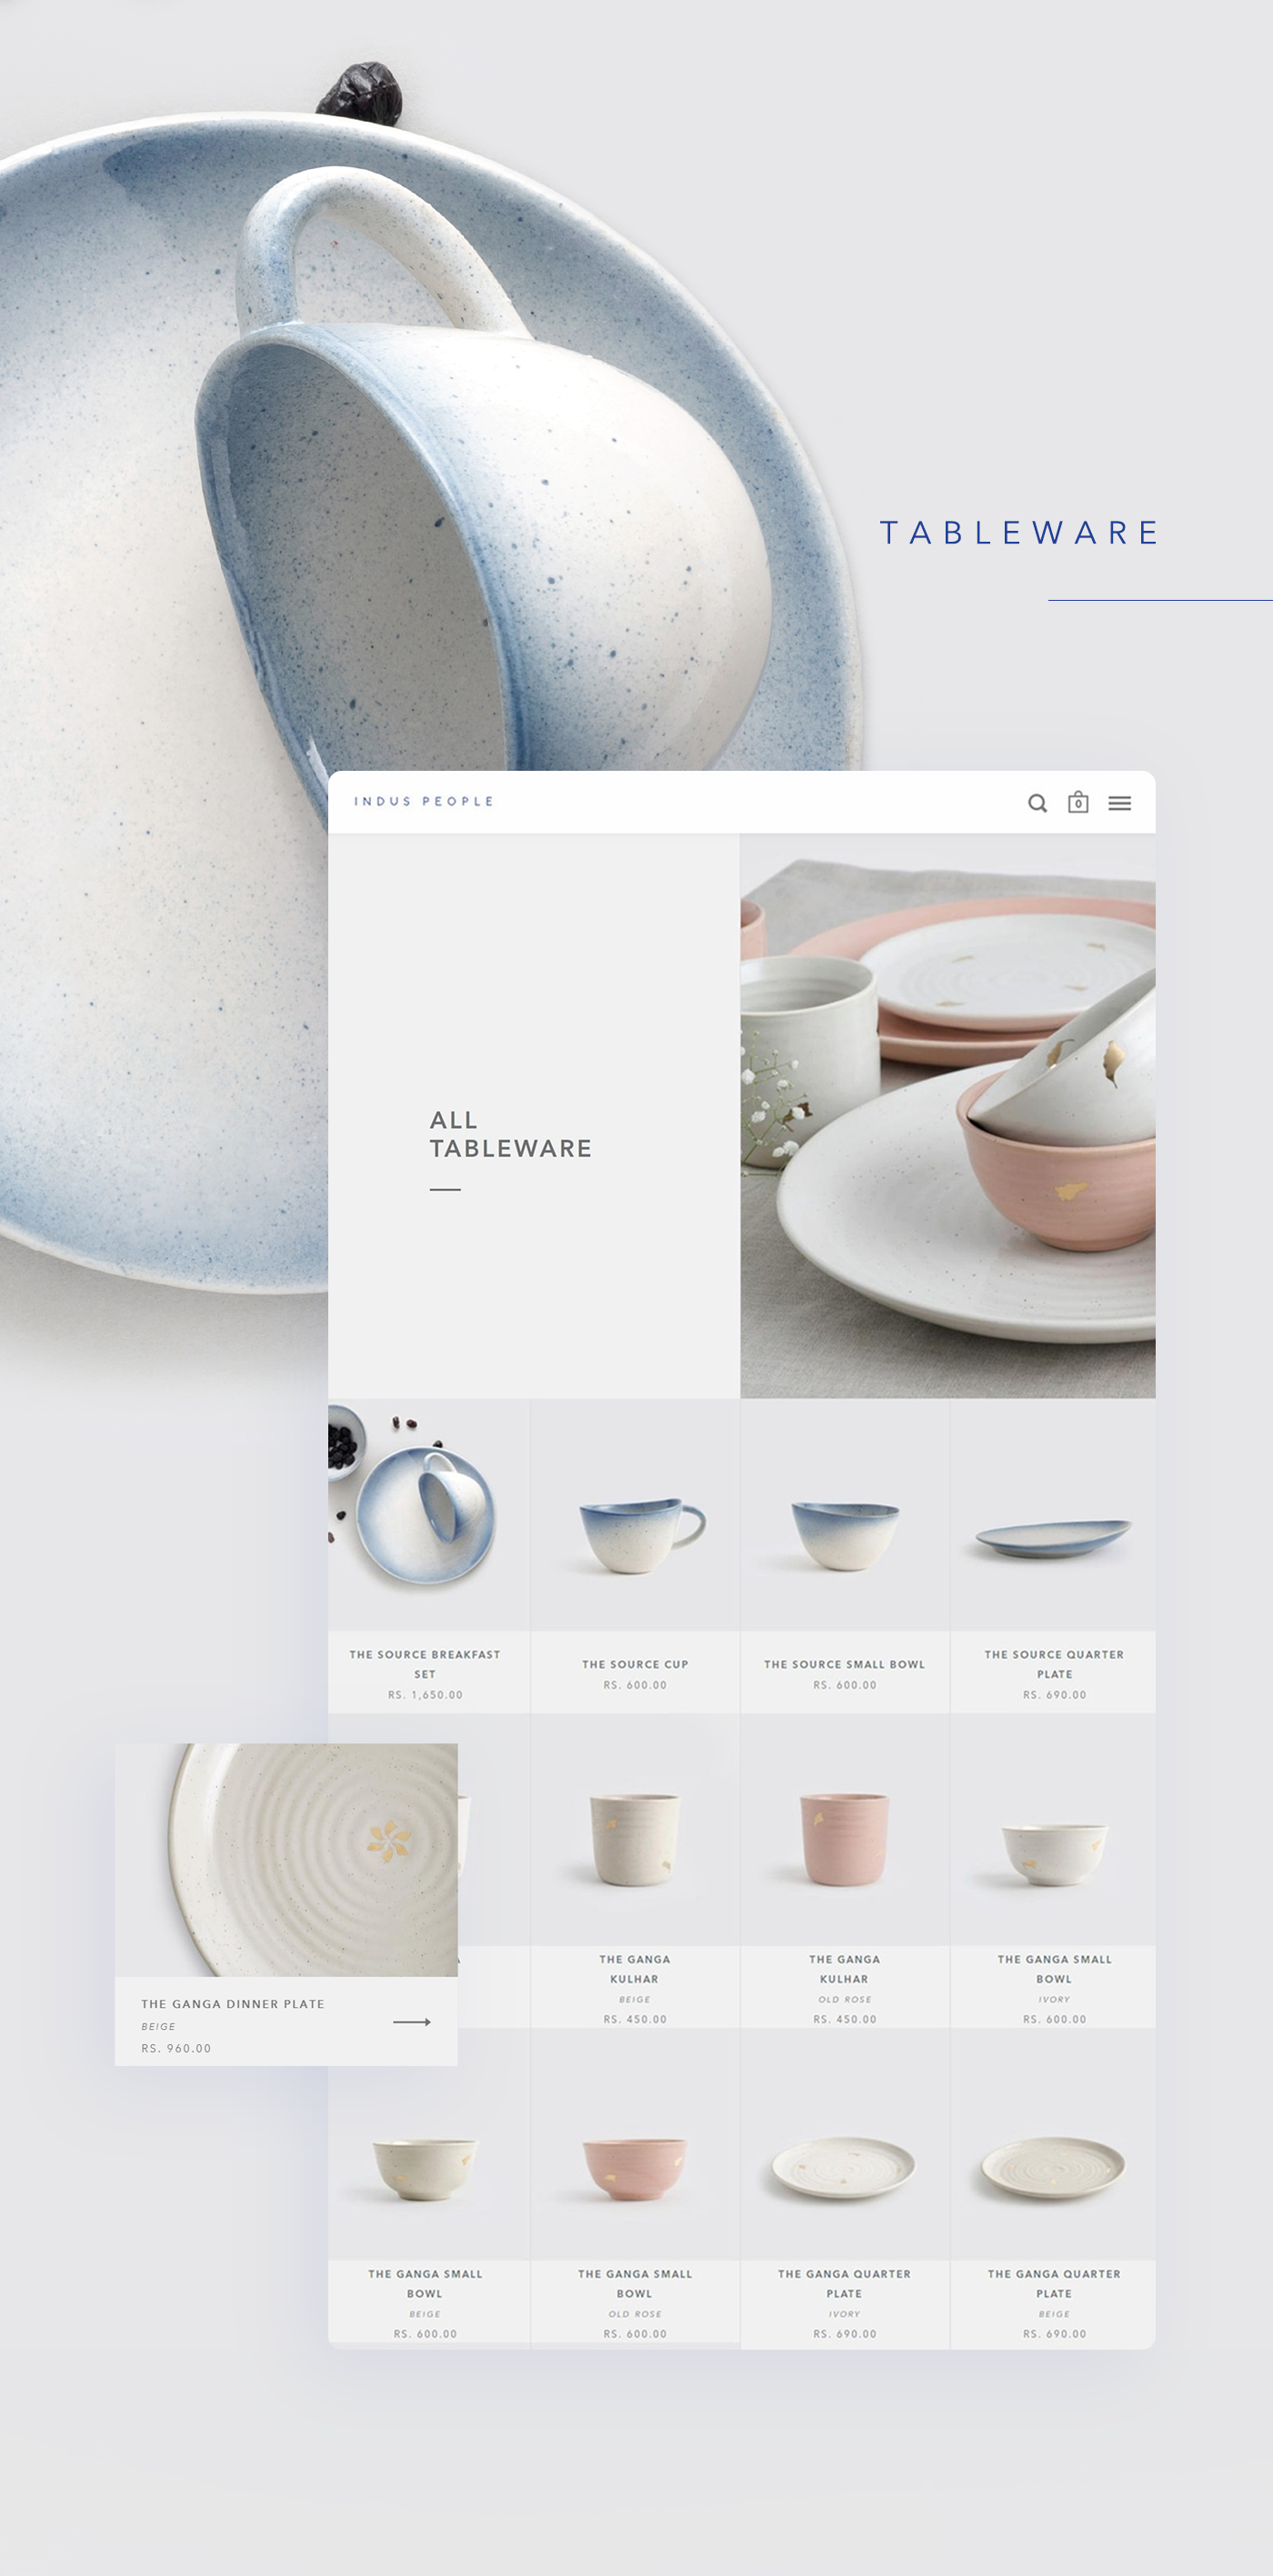 TABLEWARE
INDUS PEOPLE
0
ALL
TABLEWARE
THE SOURCE BREAKFAST
SET
RS. 1,650.00
THE SOURCE CUP
RS. 600.00
THE SOURCE SMALL BOWL
RS. 600.00
THE SOURCE QUARTER
PLATE
RS. 690.00
THE GANGA DINNER PLATE
BEIGE
RS. 960.00
THE GANGA
KULHAR
BEIGE
RS. 450.00
THE GANGA
KULHAR
OLD ROSE
RS. 450.00
THE GANGA SMALL
BOWL
IVORY
RS. 600.00
THE GANGA SMALL
BOWL
BEIGE
RS. 600.00
THE GANGA SMALL
BOWL
OLD ROSE
RS. 600.00
THE GANGA QUARTER
PLATE
IVORY
RS. 690.00
THE GANGA QUARTER
PLATE
BEIGE
RS. 690.00